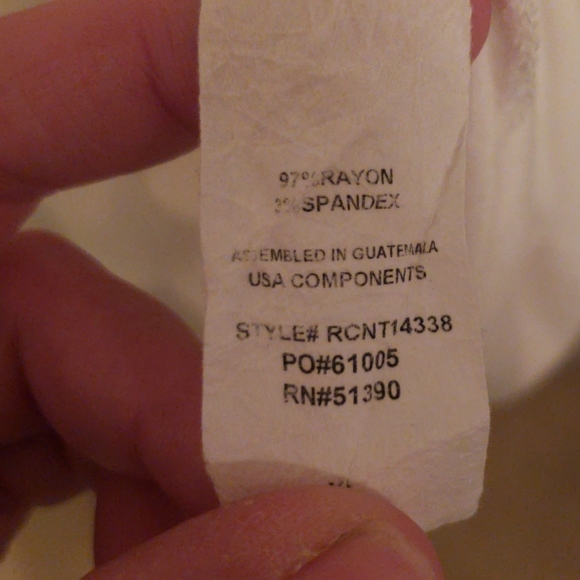 97% RAYON
3% SPANDEX
ASSEMBLED IN GUATEMALA
USA COMPONENTS
STYLE# RCNT14338
PO#61005
RN#51390